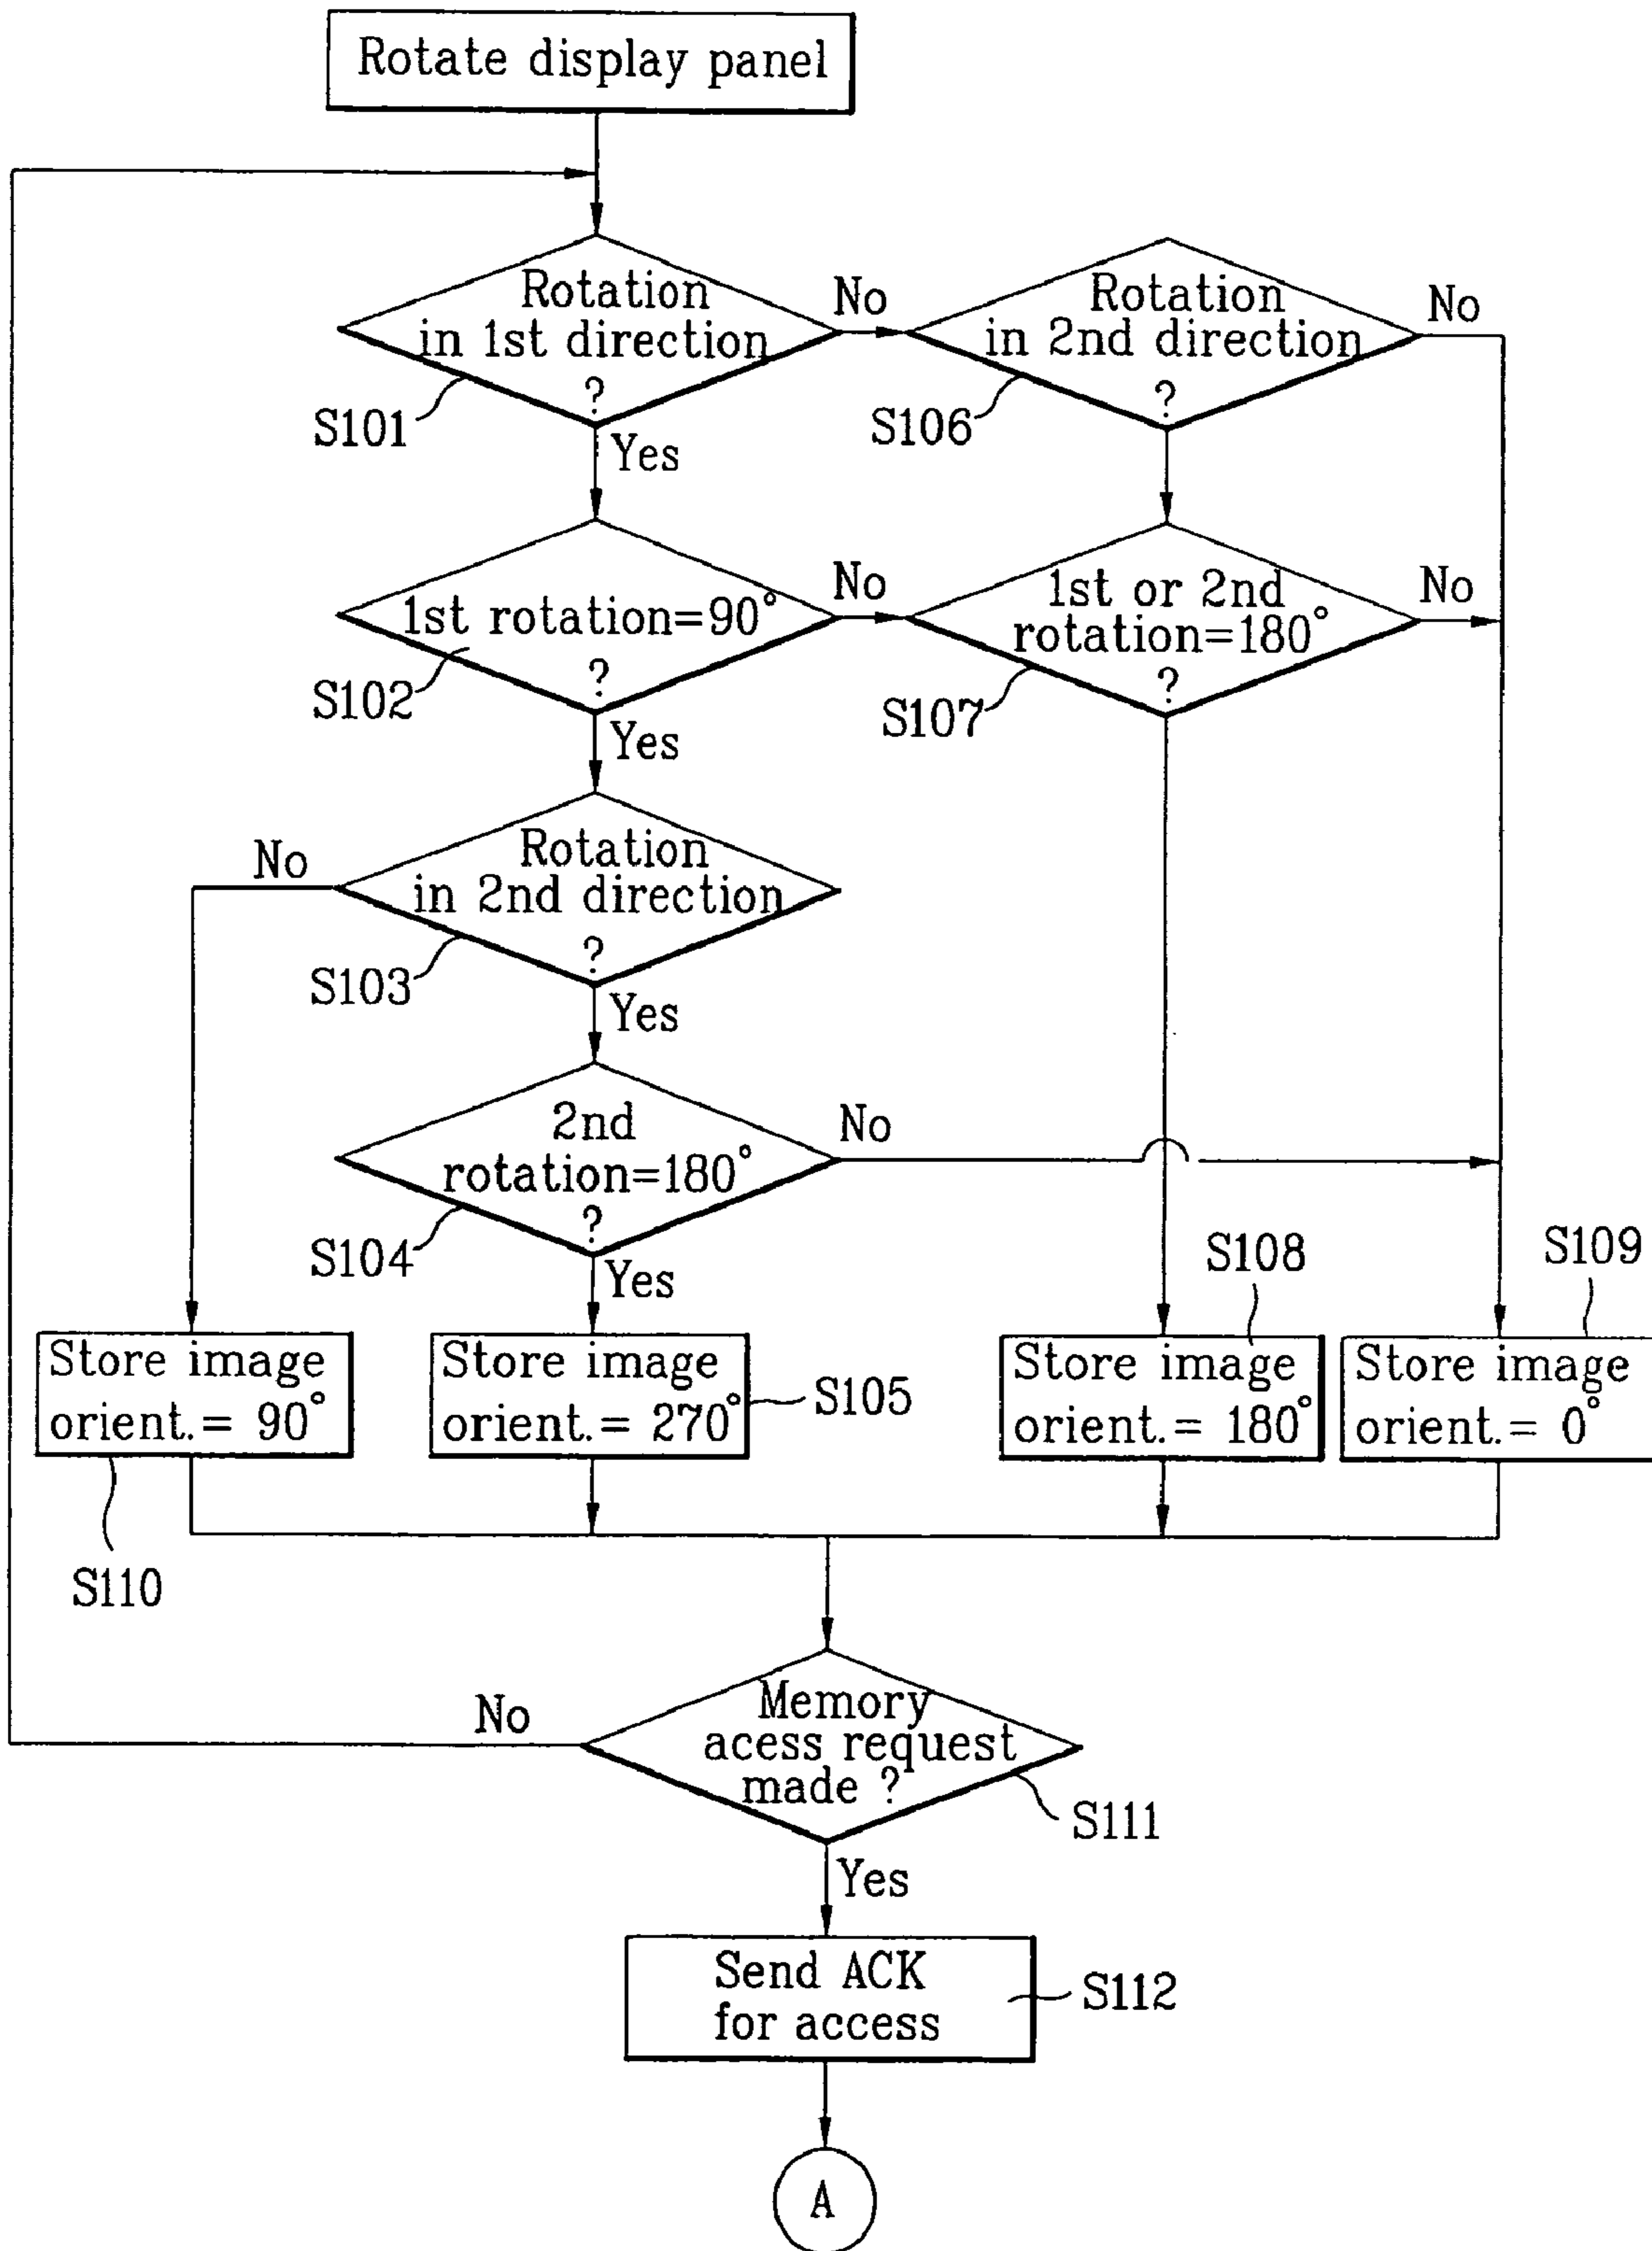 Rotate display panel
Rotation
in 1st direction
?
No
S101
Yes
Rotation
in 2nd direction
?
No
S106
1st rotation=90°
?
No
S102
Yes
1st or 2nd
rotation=180°
?
No
S107
Rotation
in 2nd direction
?
No
S103
Yes
2nd
rotation=180°
?
No
S104
Yes
Store image
orient.= 90°
S110
Store image
orient.= 270°
S105
S108
Store image
orient.= 180°
S109
Store image
orient.= 0°
Memory
acess request
made ?
No
S111
Yes
Send ACK
for access
S112
A